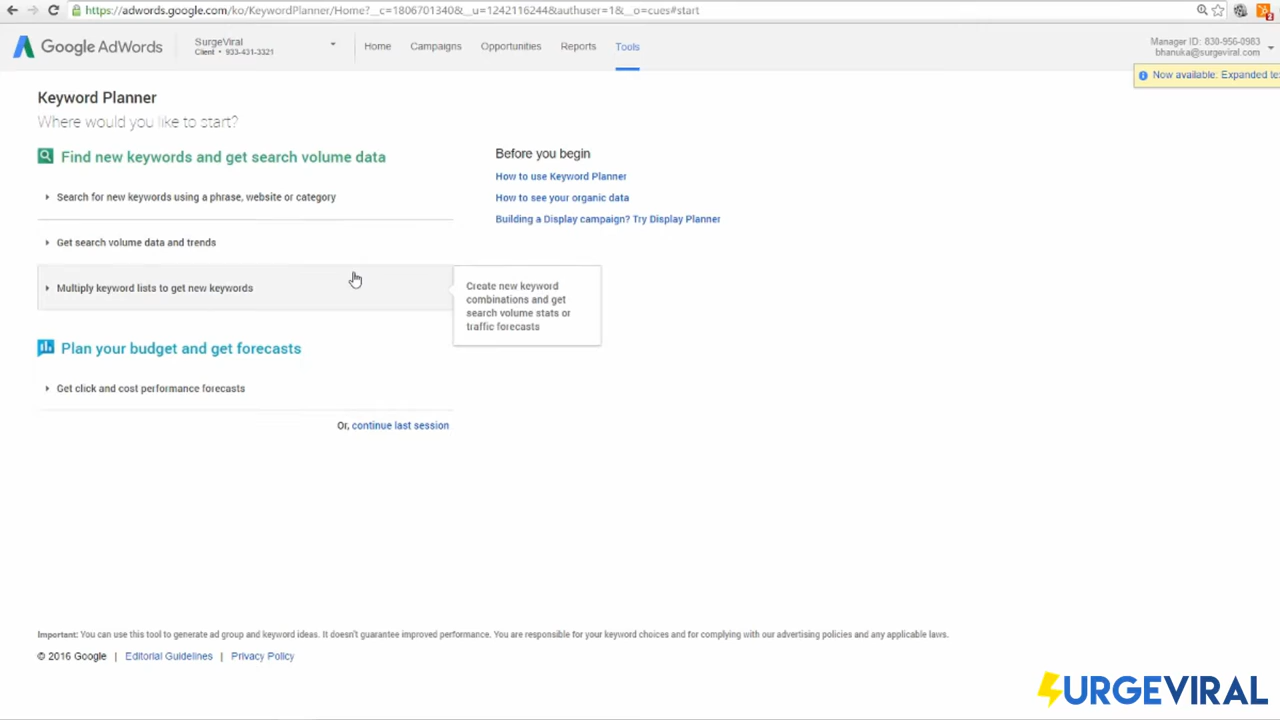 https://adwords.google.com/ko/KeywordPlanner/Home?__c=1806701340&__u=1242116244&authuser=1&__o=cues#start
Google AdWords
SurgeViral
Client • 933-431-3321
Home
Campaigns
Opportunities
Reports
Tools
Manager ID: 830-956-0983
bhanuka@surgeviral.com
Now available: Expanded te
Keyword Planner
Where would you like to start?
Find new keywords and get search volume data
Search for new keywords using a phrase, website or category
Get search volume data and trends
Multiply keyword lists to get new keywords
Create new keyword
combinations and get
search volume stats or
traffic forecasts
Plan your budget and get forecasts
Get click and cost performance forecasts
Or, continue last session
Before you begin
How to use Keyword Planner
How to see your organic data
Building a Display campaign? Try Display Planner
Important: You can use this tool to generate ad group and keyword ideas. It doesn't guarantee improved performance. You are responsible for your keyword choices and for complying with our advertising policies and any applicable laws.
© 2016 Google | Editorial Guidelines | Privacy Policy
SURGEVIRAL